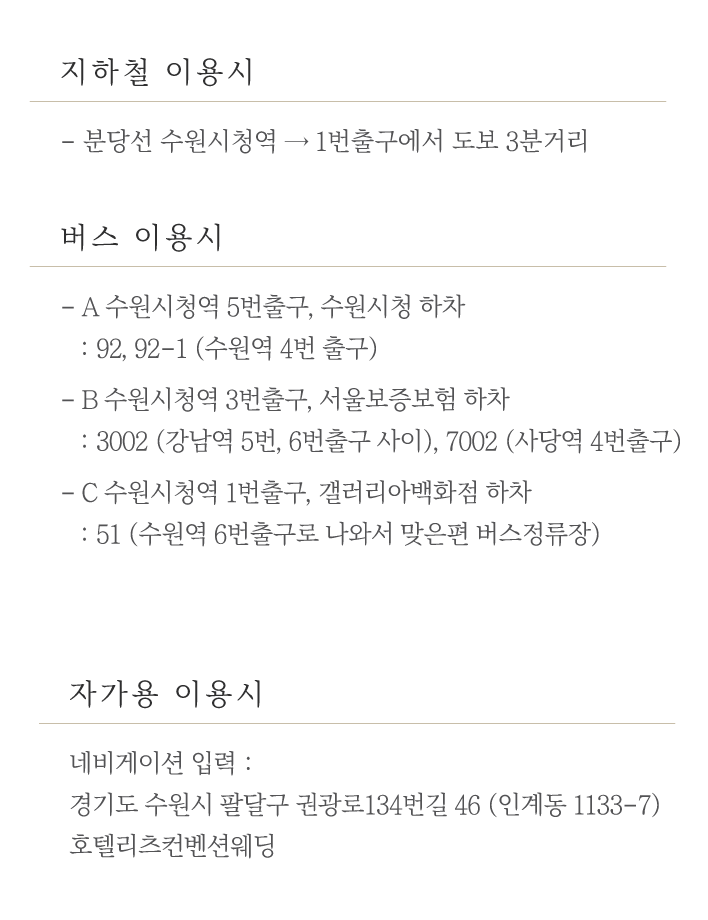 지하철 이용시
- 분당선 수원시청역 → 1번출구에서 도보 3분거리
버스 이용시
- A 수원시청역 5번출구, 수원시청 하차
: 92, 92-1 (수원역 4번 출구)
- B 수원시청역 3번출구, 서울보증보험 하차
: 3002 (강남역 5번, 6번출구 사이), 7002 (사당역 4번출구)
- C 수원시청역 1번출구, 갤러리아백화점 하차
: 51 (수원역 6번출구로 나와서 맞은편 버스정류장)
자가용 이용시
네비게이션 입력 :
경기도 수원시 팔달구 권광로134번길 46 (인계동 1133-7)
호텔리츠컨벤션웨딩